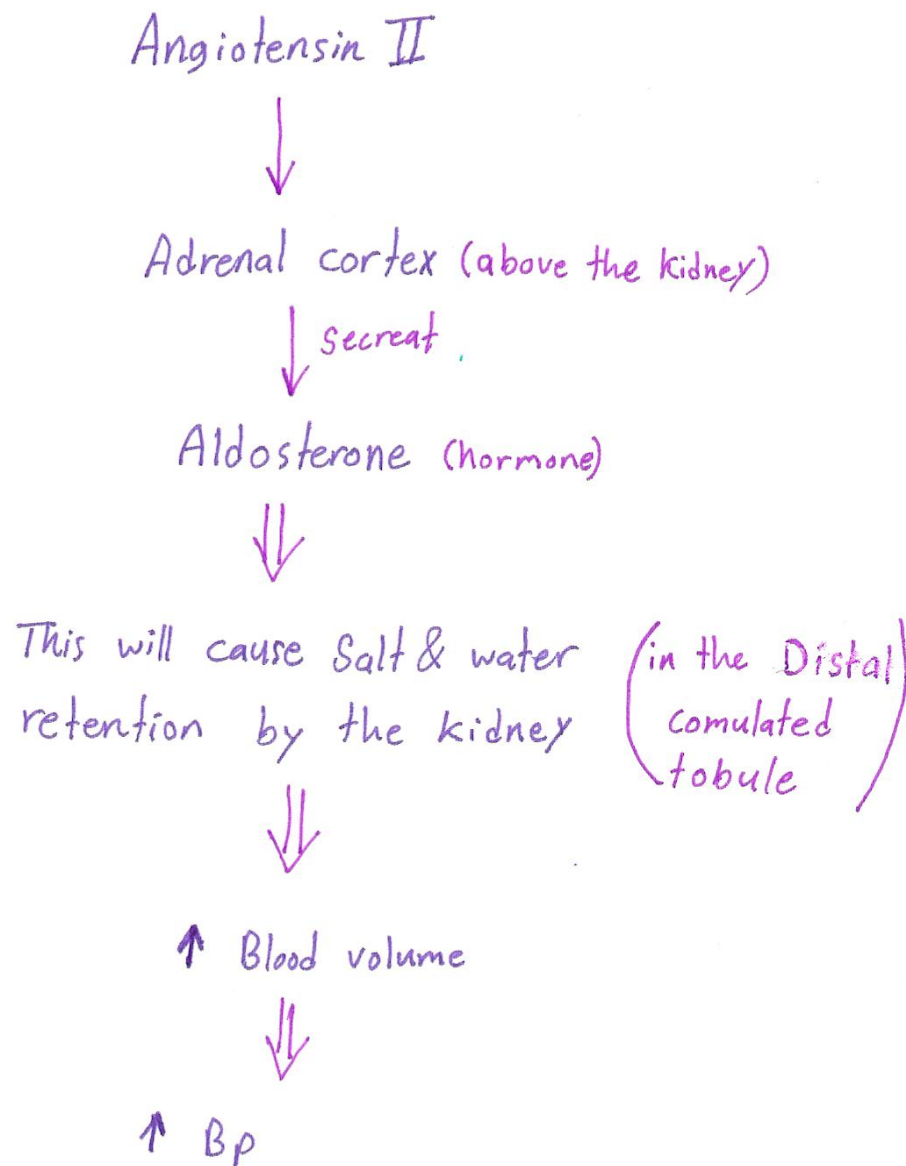 Angiotensin II
↓
Adrenal cortex (above the kidney)
↓ secreat
Aldosterone (hormone)
⇓
This will cause Salt & water (in the Distal
retention by the kidney comulated
tobule)
⇓
↑ Blood volume
⇓
↑ Bp